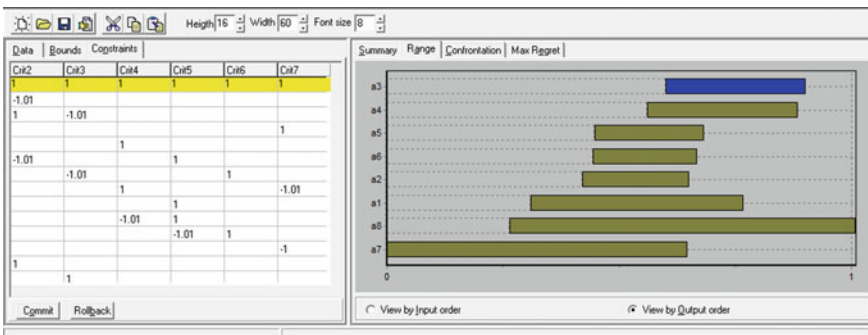 Heigth 16 Width 60 Font size 8
Data Bounds Constraints
Crit2 Crit3 Crit4 Crit5 Crit6 Crit7
1 1 1 1 1 1
-1.01
1 -1.01
1
1
-1.01 1
-1.01 1
1 -1.01
1
-1.01 1
-1.01 1
-1
1
1
Commit Rollback
Summary Range Confrontation Max Regret
a3
a4
a5
a6
a2
a1
a8
a7
0 1
View by Input order View by Output order